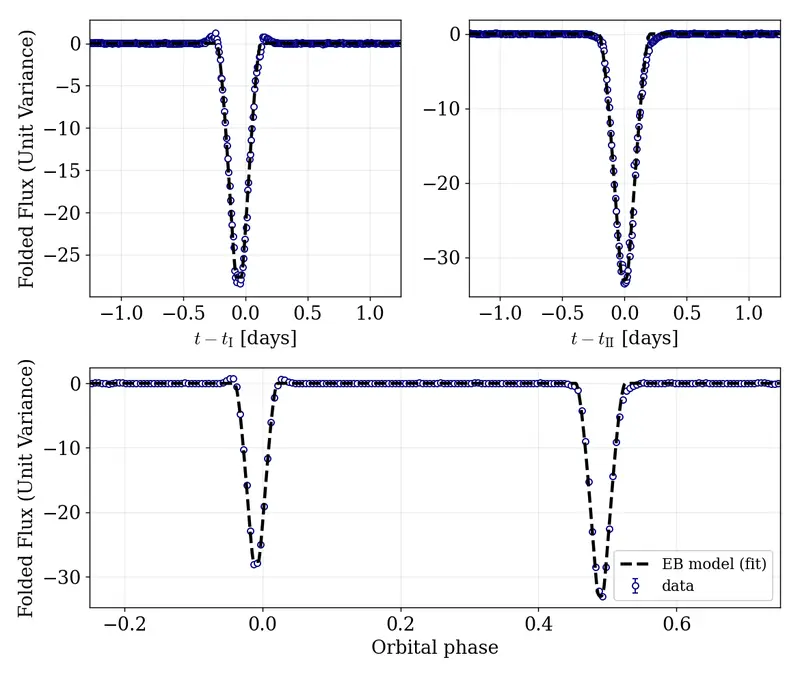 Folded Flux (Unit Variance)
0
−5
−10
−15
−20
−25
−1.0 −0.5 0.0 0.5 1.0
t − tI [days]
0
−10
−20
−30
−1.0 −0.5 0.0 0.5 1.0
t − tII [days]
Folded Flux (Unit Variance)
0
−10
−20
−30
EB model (fit)
data
−0.2 0.0 0.2 0.4 0.6
Orbital phase